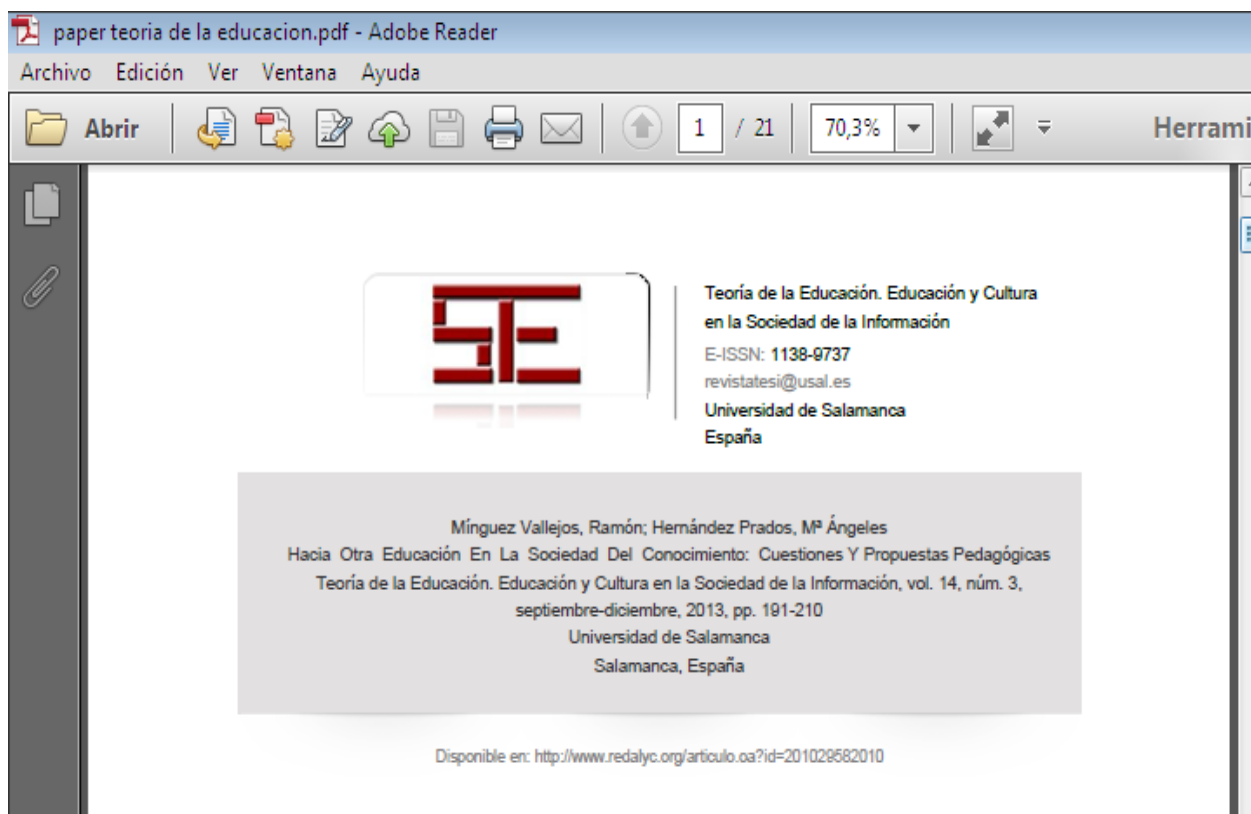 paper teoria de la educacion.pdf - Adobe Reader
Archivo Edición Ver Ventana Ayuda
Abrir 1 / 21 70,3% Herrami
Teoría de la Educación. Educación y Cultura
en la Sociedad de la Información
E-ISSN: 1138-9737
revistatesi@usal.es
Universidad de Salamanca
España
Mínguez Vallejos, Ramón; Hernández Prados, Mª Ángeles
Hacia Otra Educación En La Sociedad Del Conocimiento: Cuestiones Y Propuestas Pedagógicas
Teoría de la Educación. Educación y Cultura en la Sociedad de la Información, vol. 14, núm. 3,
septiembre-diciembre, 2013, pp. 191-210
Universidad de Salamanca
Salamanca, España
Disponible en: http://www.redalyc.org/articulo.oa?id=201029582010